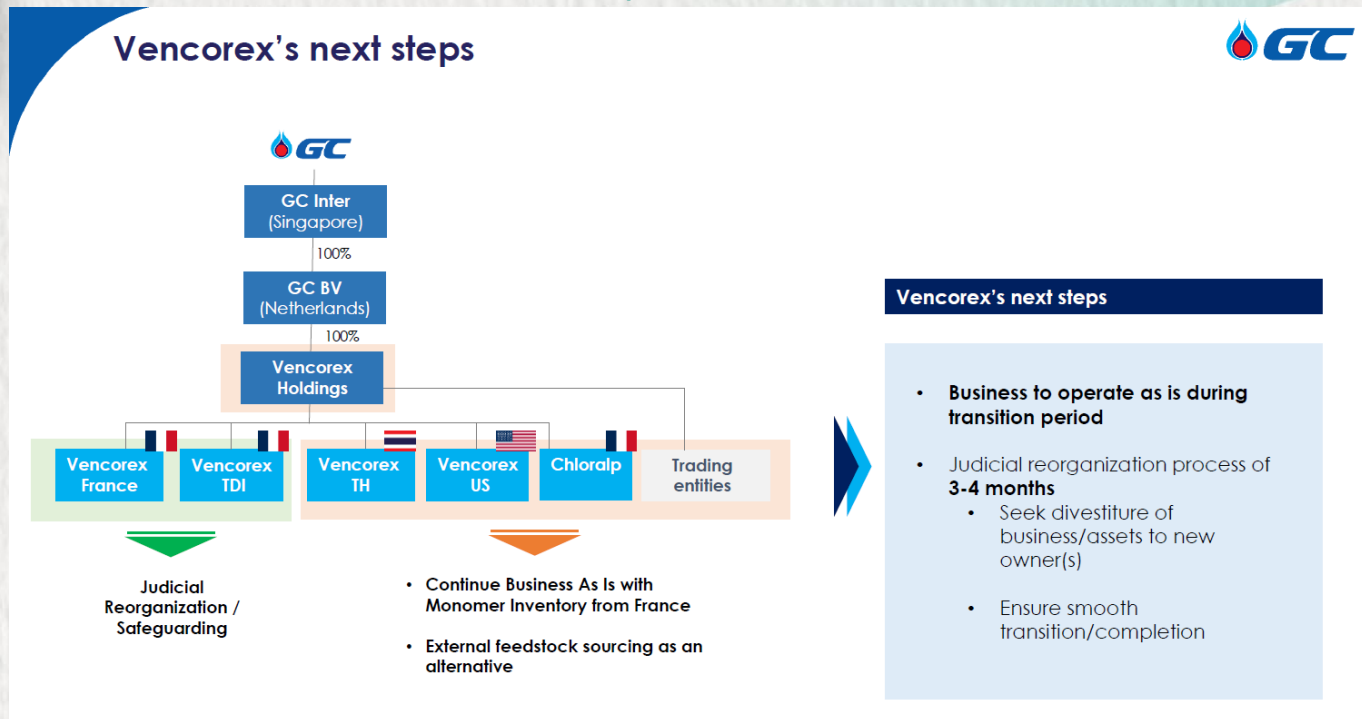 Vencorex's next steps
GC
GC
GC Inter
(Singapore)
100%
GC BV
(Netherlands)
100%
Vencorex
Holdings
Vencorex
France
Vencorex
TDI
Vencorex
TH
Vencorex
US
Chloralp
Trading
entities
Judicial
Reorganization /
Safeguarding
• Continue Business As Is with
Monomer Inventory from France
• External feedstock sourcing as an
alternative
Vencorex's next steps
• Business to operate as is during
transition period
• Judicial reorganization process of
3-4 months
• Seek divestiture of
business/assets to new
owner(s)
• Ensure smooth
transition/completion